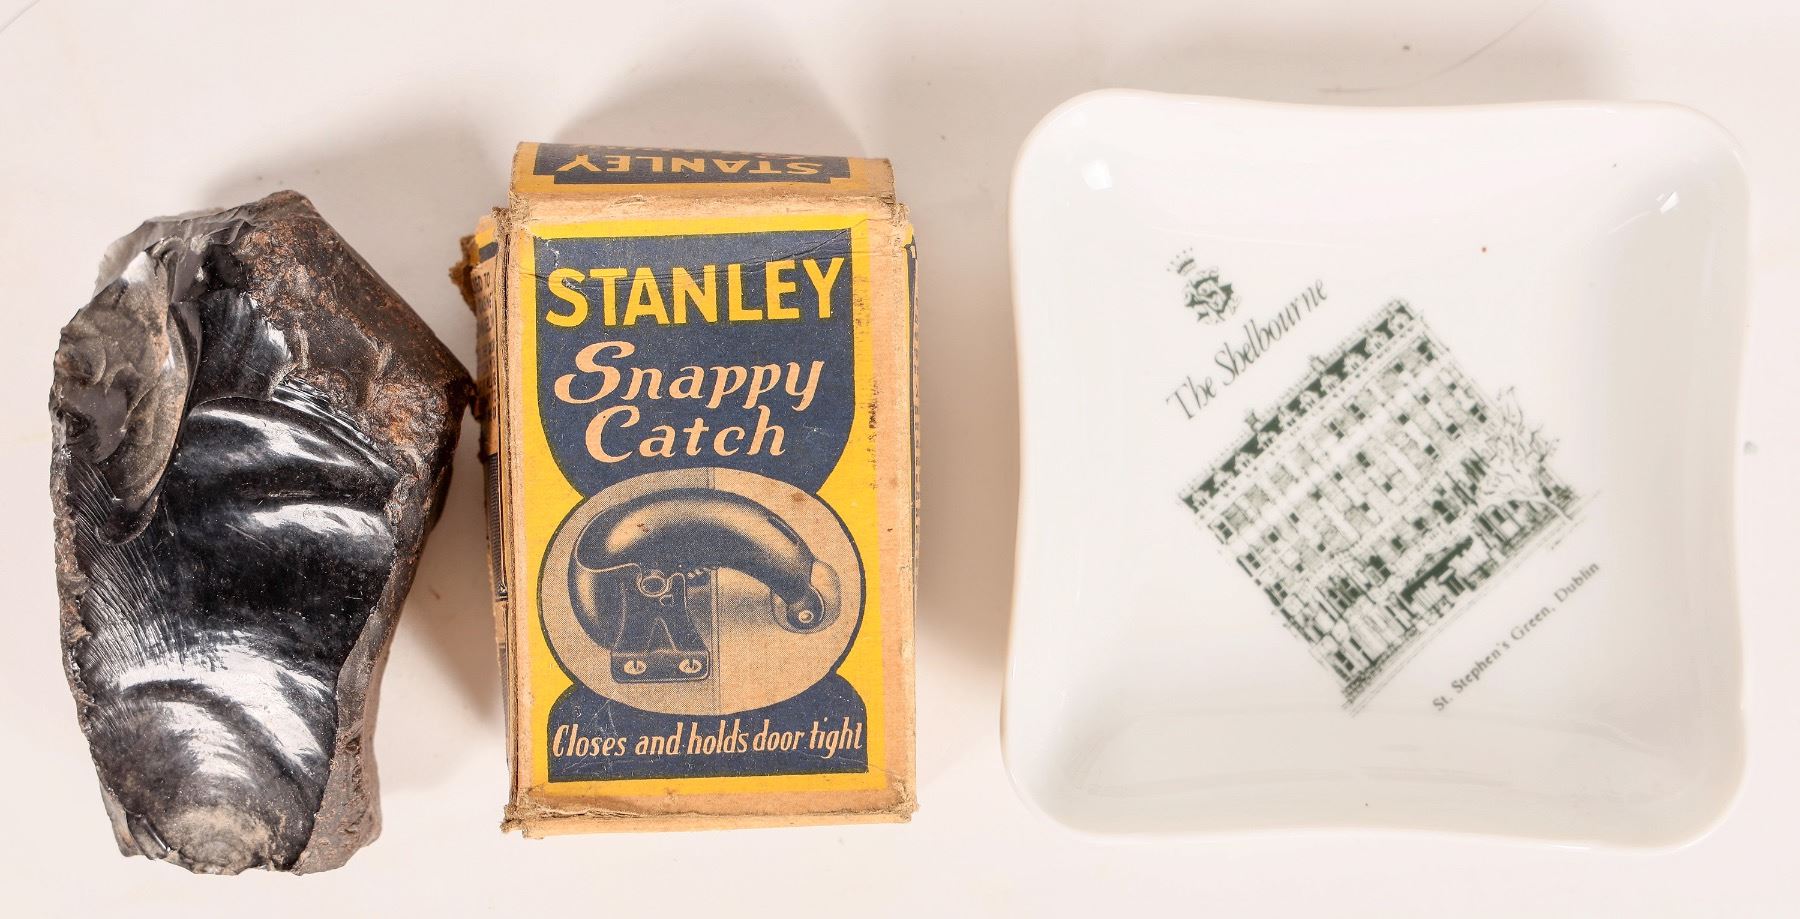 STANLEY
STANLEY
Snappy
Catch
Closes and holds door tight
The Shelbourne
St. Stephen's Green, Dublin